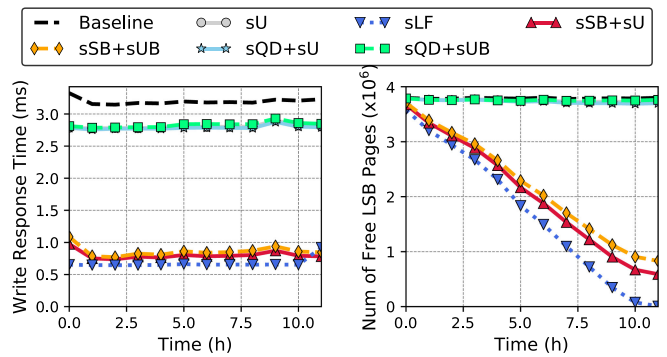 Baseline sU sLF sSB+sU
sSB+sUB sQD+sU sQD+sUB
Write Response Time (ms)
3.0
2.5
2.0
1.5
1.0
0.5
0.0
0.0 2.5 5.0 7.5 10.0
Time (h)
Num of Free LSB Pages (x10⁶)
4
3
2
1
0
0.0 2.5 5.0 7.5 10.0
Time (h)